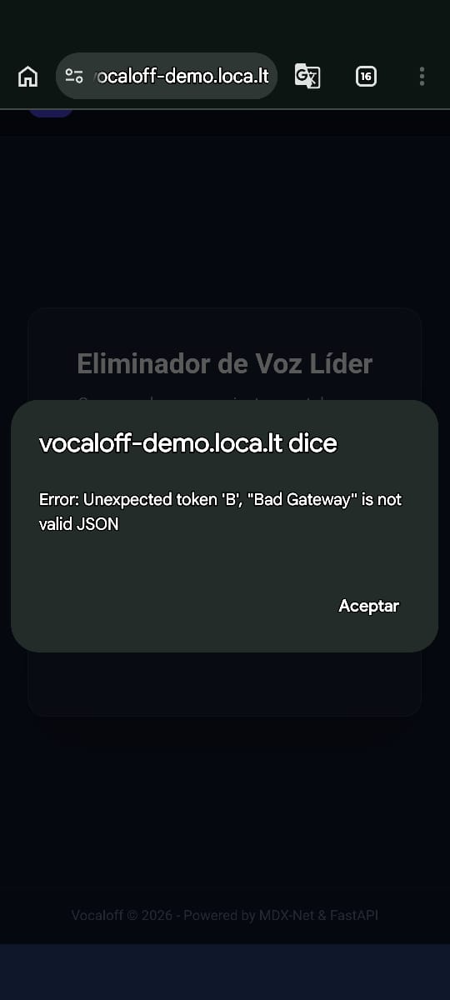 ocaloff-demo.loca.lt
16
Eliminador de Voz Líder
vocaloff-demo.loca.lt dice
Error: Unexpected token 'B', "Bad Gateway" is not
valid JSON
Aceptar
Vocaloff © 2026 - Powered by MDX-Net & FastAPI